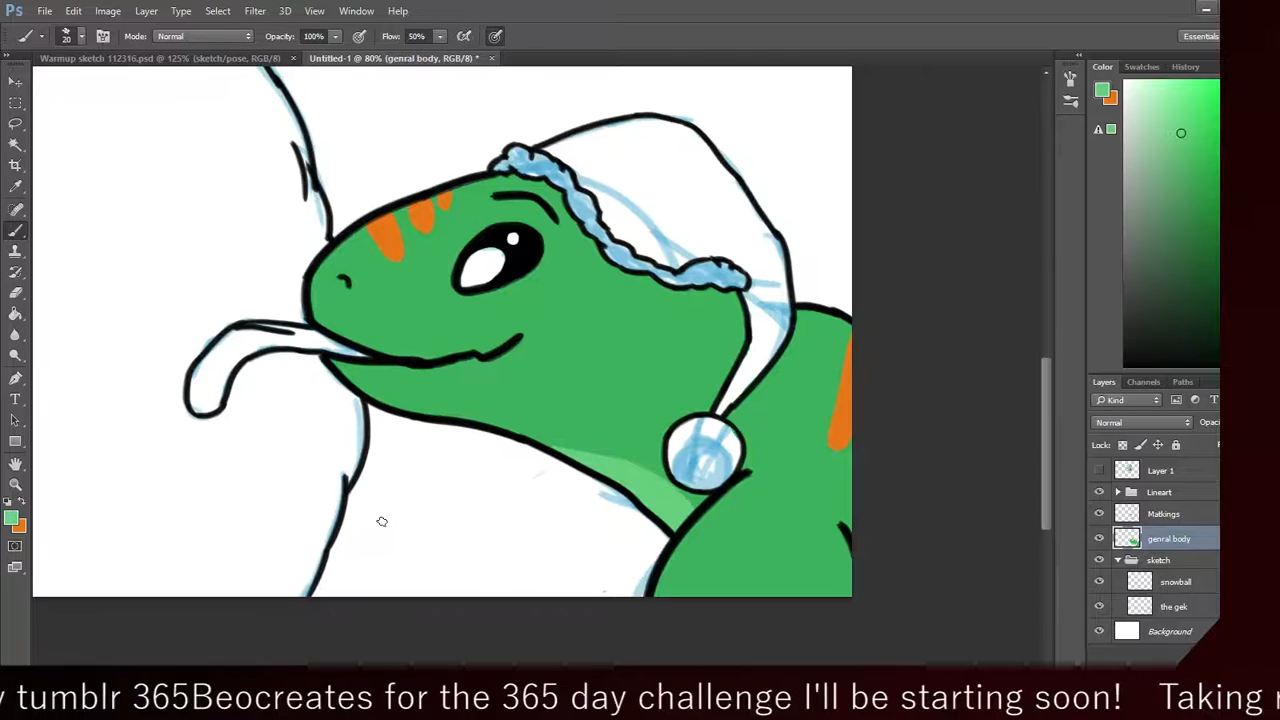 Ps File Edit Image Layer Type Select Filter 3D View Window Help
20 Mode: Normal Opacity: 100% Flow: 50% Essentials
Warmup sketch 112316.psd @ 125% (sketch/pose, RGB/8) × Untitled-1 @ 80% (genral body, RGB/8) * ×
Color Swatches History
Layers Channels Paths
Kind
Normal Opac
Lock:
Layer 1
Lineart
Matkings
genral body
sketch
snowball
the gek
Background
y tumblr 365Beocreates for the 365 day challenge I'll be starting soon! Taking